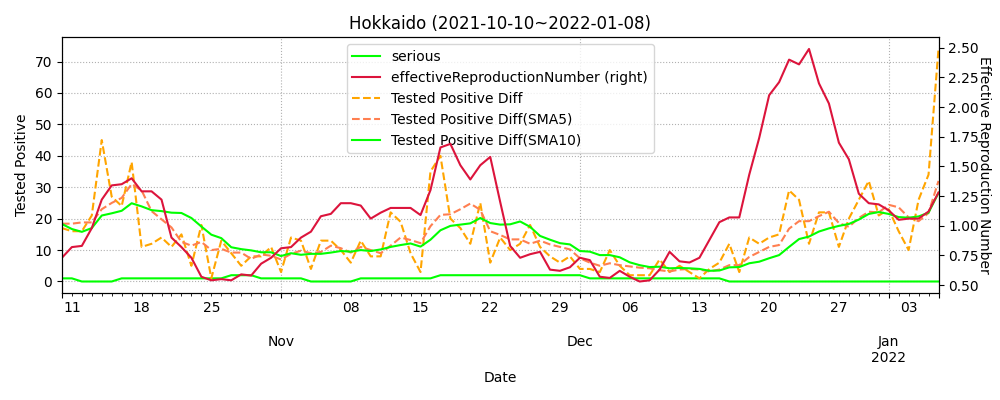 Hokkaido (2021-10-10~2022-01-08)
serious
effectiveReproductionNumber (right)
Tested Positive Diff
Tested Positive Diff(SMA5)
Tested Positive Diff(SMA10)
Tested Positive
70
60
50
40
30
20
10
0
2.50
2.25
2.00
1.75
1.50
1.25
1.00
0.75
0.50
Effective Reproduction Number
11 18 25 08 15 22 29 06 13 20 27 03
Nov Dec Jan
2022
Date